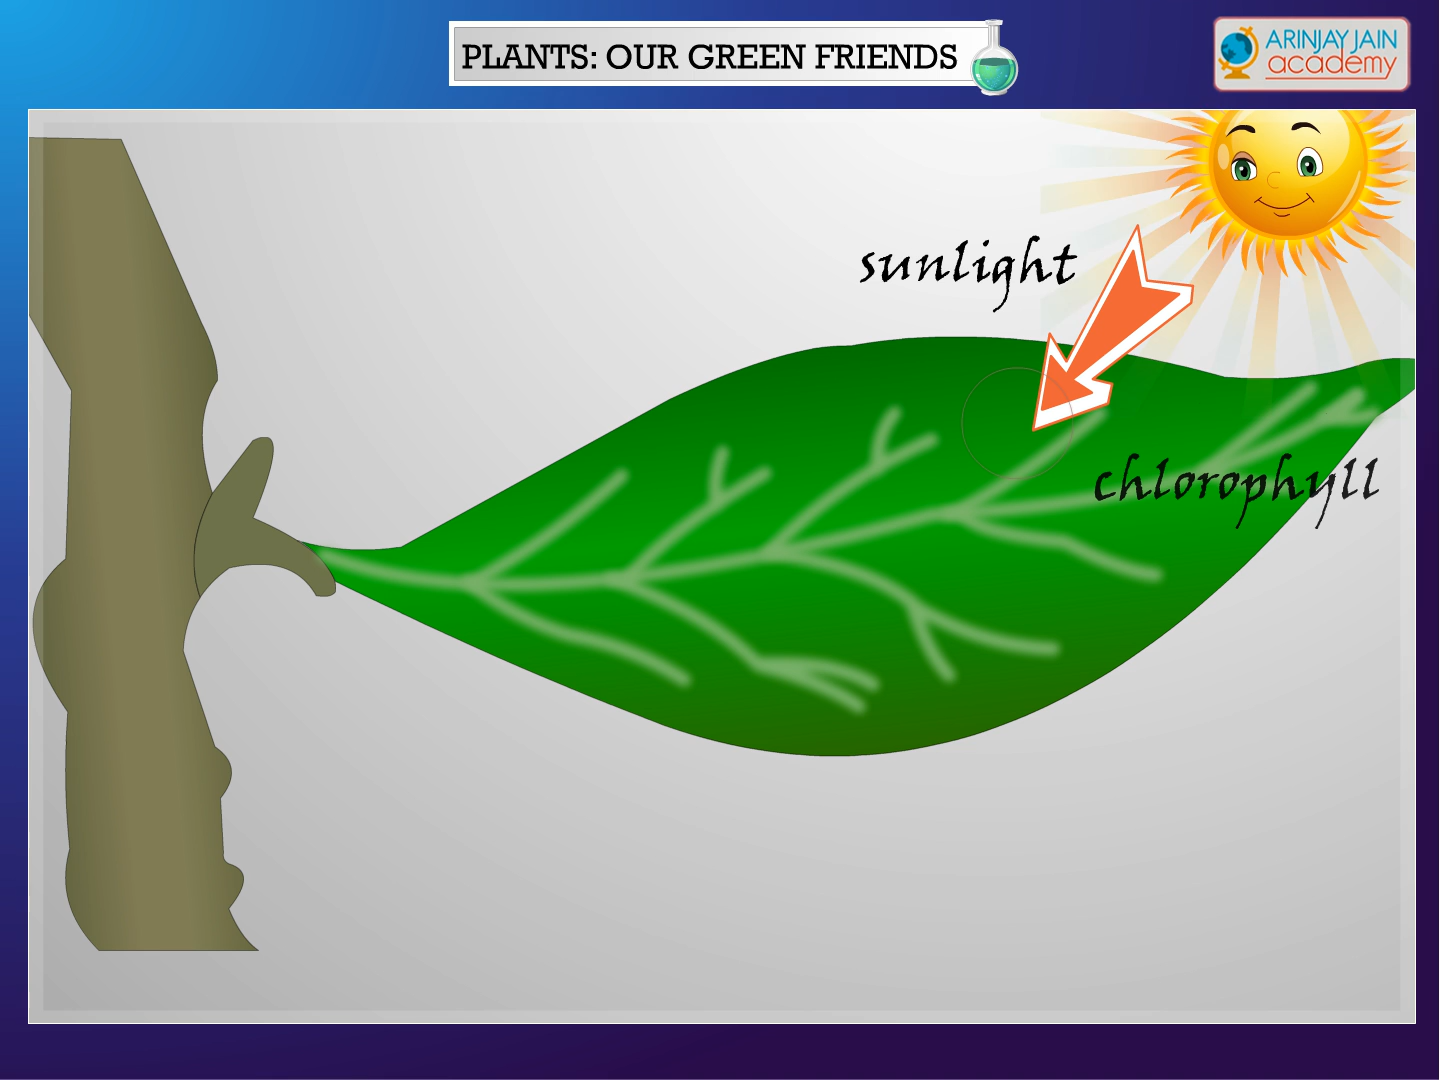 PLANTS: OUR GREEN FRIENDS
ARINJAY JAIN
academy
sunlight
chlorophyll